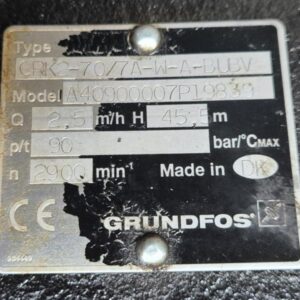 Type
CRK2-70/7A-W-A-BUBV
Model A40900007P19839
Q 2,5 m³/h H 45,5 m
p/t 90 bar/°CMAX
n 2900 min⁻¹ Made in DK
CE GRUNDFOS